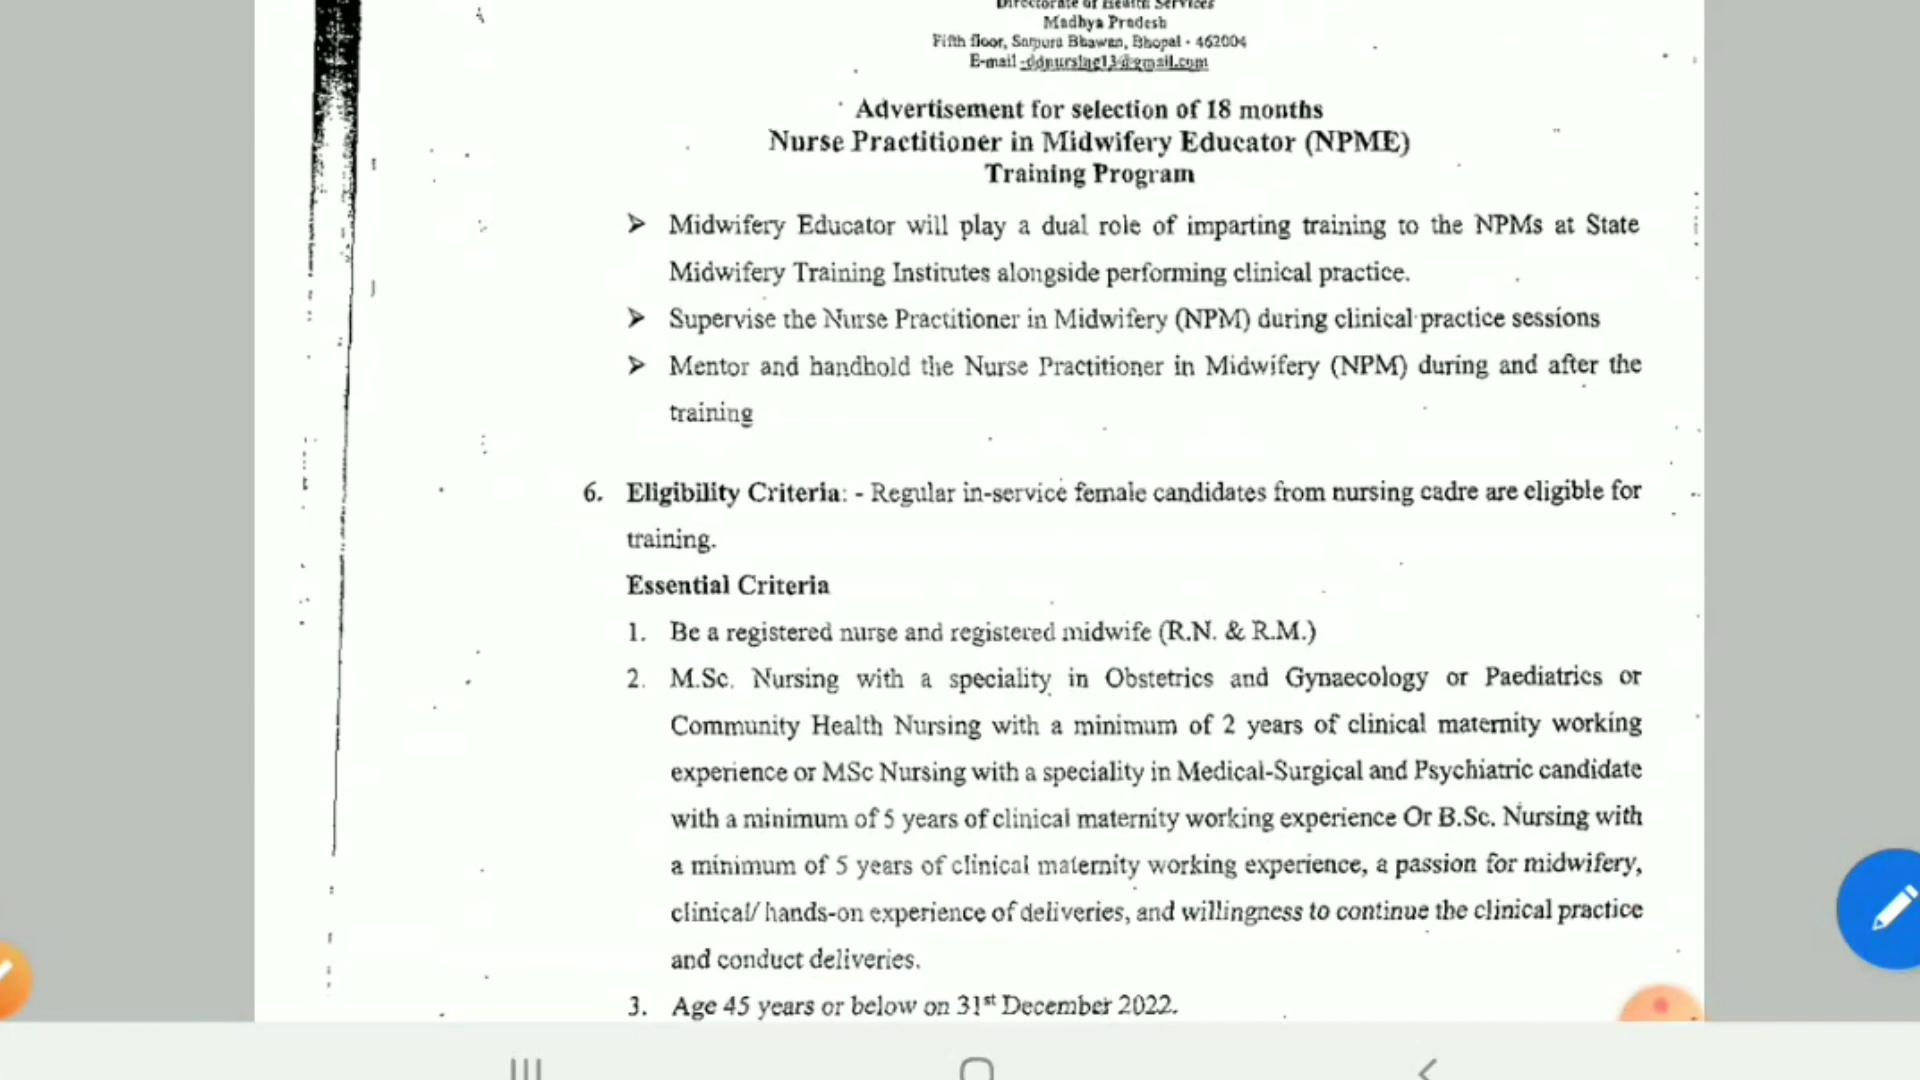 Directorate of Health Services
Madhya Pradesh
Fifth floor, Satpura Bhawan, Bhopal - 462004
E-mail -ddnursing13@gmail.com
Advertisement for selection of 18 months
Nurse Practitioner in Midwifery Educator (NPME)
Training Program
➤ Midwifery Educator will play a dual role of imparting training to the NPMs at State
Midwifery Training Institutes alongside performing clinical practice.
➤ Supervise the Nurse Practitioner in Midwifery (NPM) during clinical practice sessions
➤ Mentor and handhold the Nurse Practitioner in Midwifery (NPM) during and after the
training
6. Eligibility Criteria: - Regular in-service female candidates from nursing cadre are eligible for
training.
Essential Criteria
1. Be a registered nurse and registered midwife (R.N. & R.M.)
2. M.Sc. Nursing with a speciality in Obstetrics and Gynaecology or Paediatrics or
Community Health Nursing with a minimum of 2 years of clinical maternity working
experience or MSc Nursing with a speciality in Medical-Surgical and Psychiatric candidate
with a minimum of 5 years of clinical maternity working experience Or B.Sc. Nursing with
a minimum of 5 years of clinical maternity working experience, a passion for midwifery,
clinical/ hands-on experience of deliveries, and willingness to continue the clinical practice
and conduct deliveries.
3. Age 45 years or below on 31st December 2022.